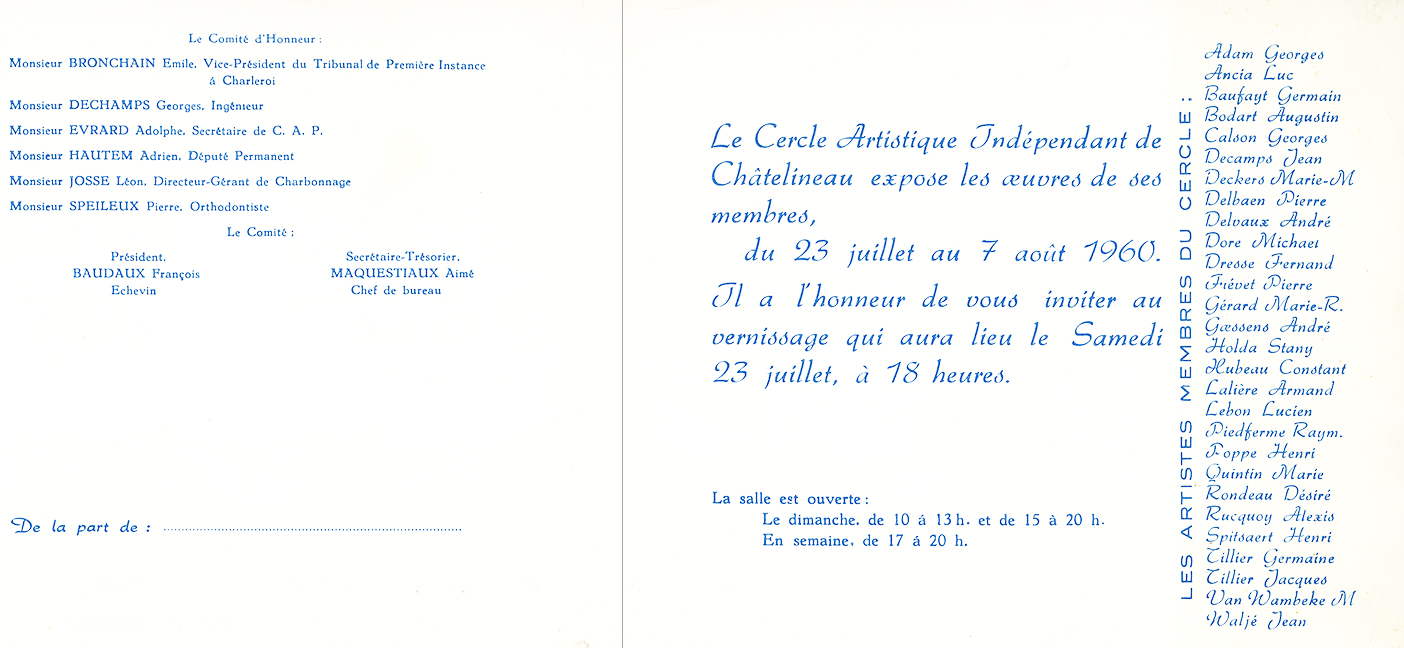 Le Comité d'Honneur :
Monsieur BRONCHAIN Emile, Vice-Président du Tribunal de Première Instance
á Charleroi
Monsieur DECHAMPS Georges, Ingénieur
Monsieur EVRARD Adolphe, Secrétaire de C. A. P.
Monsieur HAUTEM Adrien, Député Permanent
Monsieur JOSSE Léon, Directeur-Gérant de Charbonnage
Monsieur SPEILEUX Pierre, Orthodontiste
Le Comité :
Président,
BAUDAUX François
Echevin
Secrétaire-Trésorier,
MAQUESTIAUX Aimé
Chef de bureau
De la part de : ........................................................................
Le Cercle Artistique Indépendant de
Châtelineau expose les œuvres de ses
membres,
du 23 juillet au 7 août 1960.
Il a l'honneur de vous inviter au
vernissage qui aura lieu le Samedi
23 juillet, à 18 heures.
La salle est ouverte :
Le dimanche, de 10 á 13 h. et de 15 à 20 h.
En semaine, de 17 á 20 h.
LES ARTISTES MEMBRES DU CERCLE :
Adam Georges
Ancia Luc
Baufayt Germain
Bodart Augustin
Calson Georges
Decamps Jean
Deckers Marie-M
Delbaen Pierre
Delvaux André
Dore Michael
Dresse Fernand
Fiévet Pierre
Gérard Marie-R.
Gœssens André
Holda Stany
Hubeau Constant
Lalière Armand
Lebon Lucien
Piedferme Raym.
Poppe Henri
Quintin Marie
Rondeau Désiré
Rucquoy Alexis
Spitsaert Henri
Tillier Germaine
Tillier Jacques
Van Wambeke M
Waljé Jean